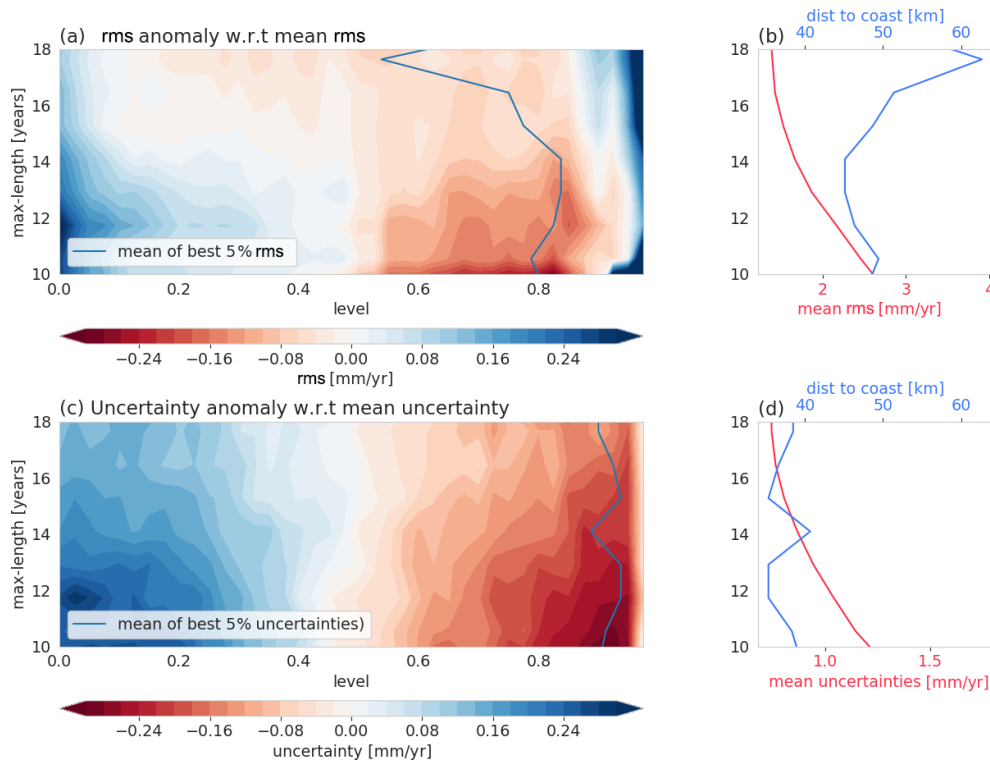 (a) rms anomaly w.r.t mean rms
(b)
dist to coast [km]
40 50 60
18
16
14
12
10
max-length [years]
mean of best 5% rms
0.0 0.2 0.4 0.6 0.8
level
−0.24 −0.16 −0.08 0.00 0.08 0.16 0.24
rms [mm/yr]
18
16
14
12
10
2 3 4
mean rms [mm/yr]
(c) Uncertainty anomaly w.r.t mean uncertainty
(d)
dist to coast [km]
40 50 60
18
16
14
12
10
max-length [years]
mean of best 5% uncertainties)
0.0 0.2 0.4 0.6 0.8
level
−0.24 −0.16 −0.08 0.00 0.08 0.16 0.24
uncertainty [mm/yr]
18
16
14
12
10
1.0 1.5
mean uncertainties [mm/yr]